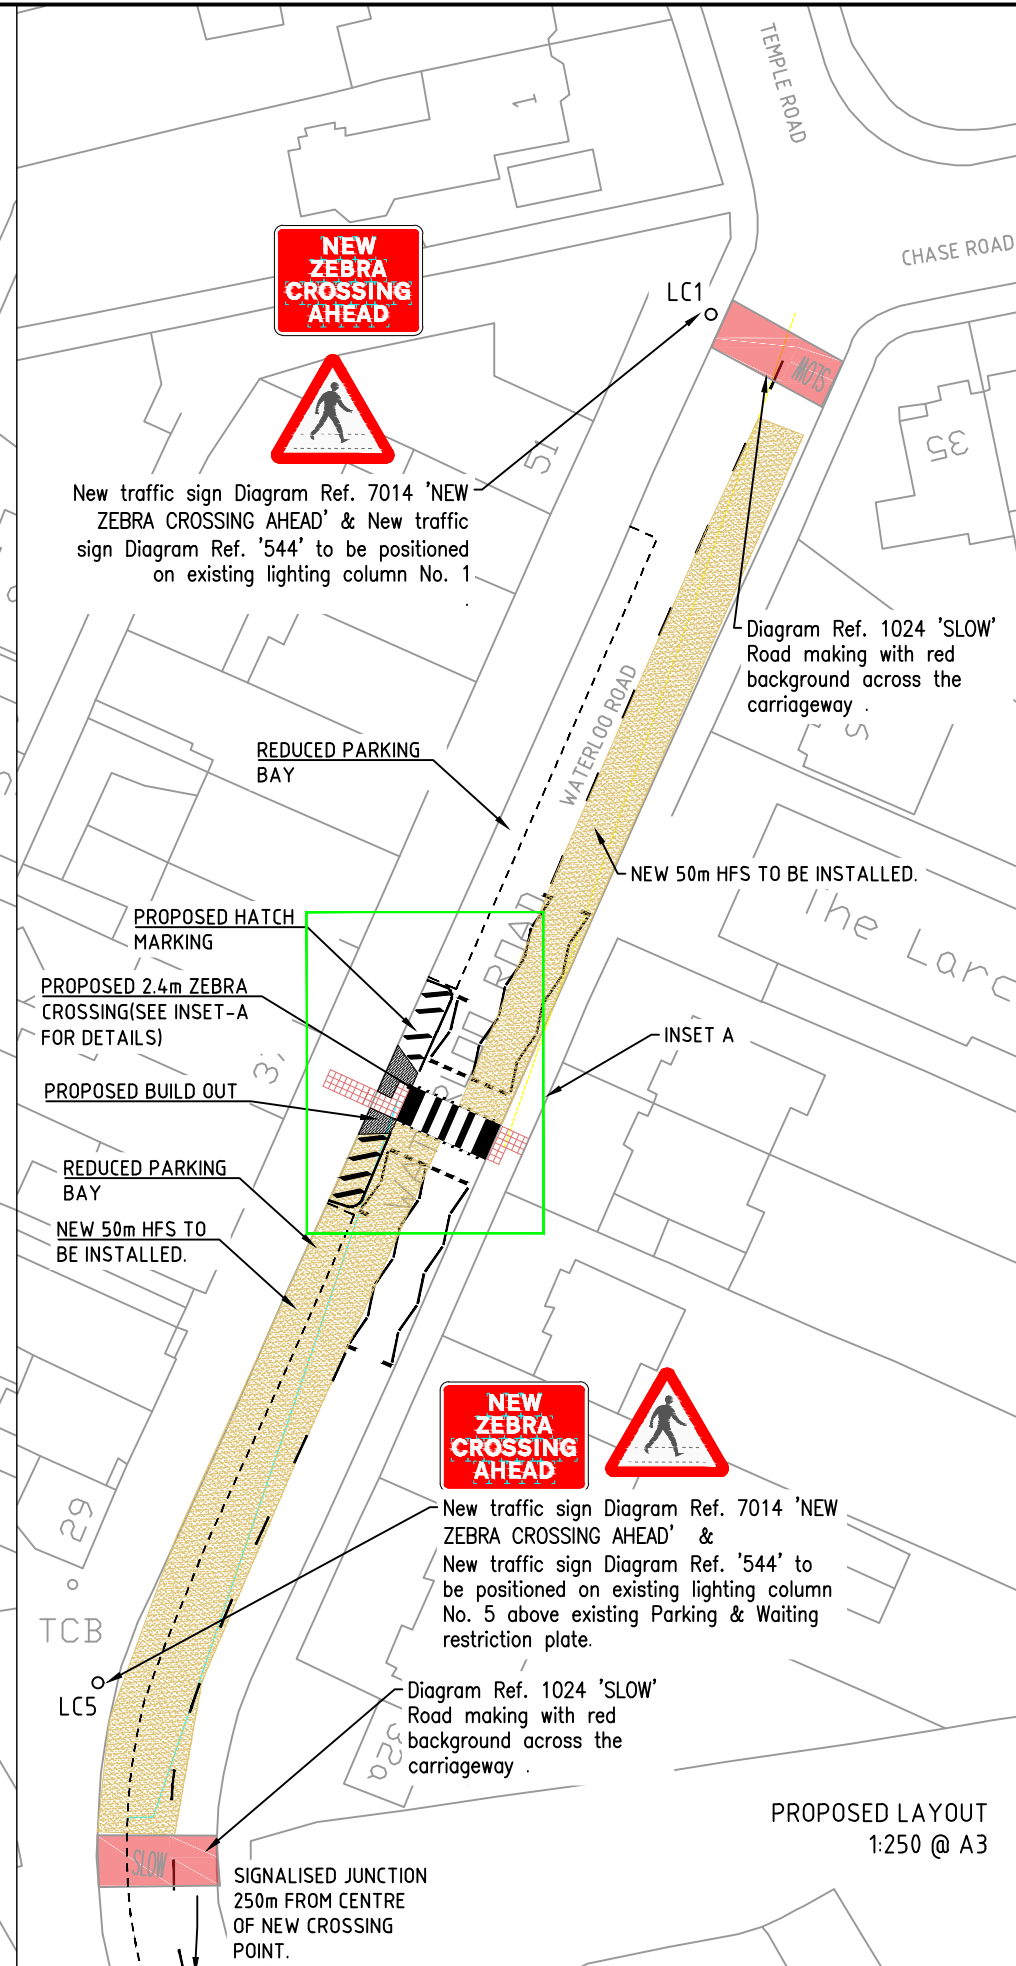 TEMPLE ROAD
1
CHASE ROAD
NEW
ZEBRA
CROSSING
AHEAD
LC1
SLOW
35
51
New traffic sign Diagram Ref. 7014 'NEW
ZEBRA CROSSING AHEAD' & New traffic
sign Diagram Ref. '544' to be positioned
on existing lighting column No. 1
.
Diagram Ref. 1024 'SLOW'
Road making with red
background across the
carriageway .
WATERLOO ROAD
REDUCED PARKING
BAY
NEW 50m HFS TO BE INSTALLED.
The Larc
PROPOSED HATCH
MARKING
PROPOSED 2.4m ZEBRA
CROSSING(SEE INSET-A
FOR DETAILS)
INSET A
PROPOSED BUILD OUT
REDUCED PARKING
BAY
NEW 50m HFS TO
BE INSTALLED.
NEW
ZEBRA
CROSSING
AHEAD
New traffic sign Diagram Ref. 7014 'NEW
ZEBRA CROSSING AHEAD' &
New traffic sign Diagram Ref. '544' to
be positioned on existing lighting column
No. 5 above existing Parking & Waiting
restriction plate.
29
TCB
LC5
Diagram Ref. 1024 'SLOW'
Road making with red
background across the
carriageway .
32a
PROPOSED LAYOUT
1:250 @ A3
SLOW
SIGNALISED JUNCTION
250m FROM CENTRE
OF NEW CROSSING
POINT.